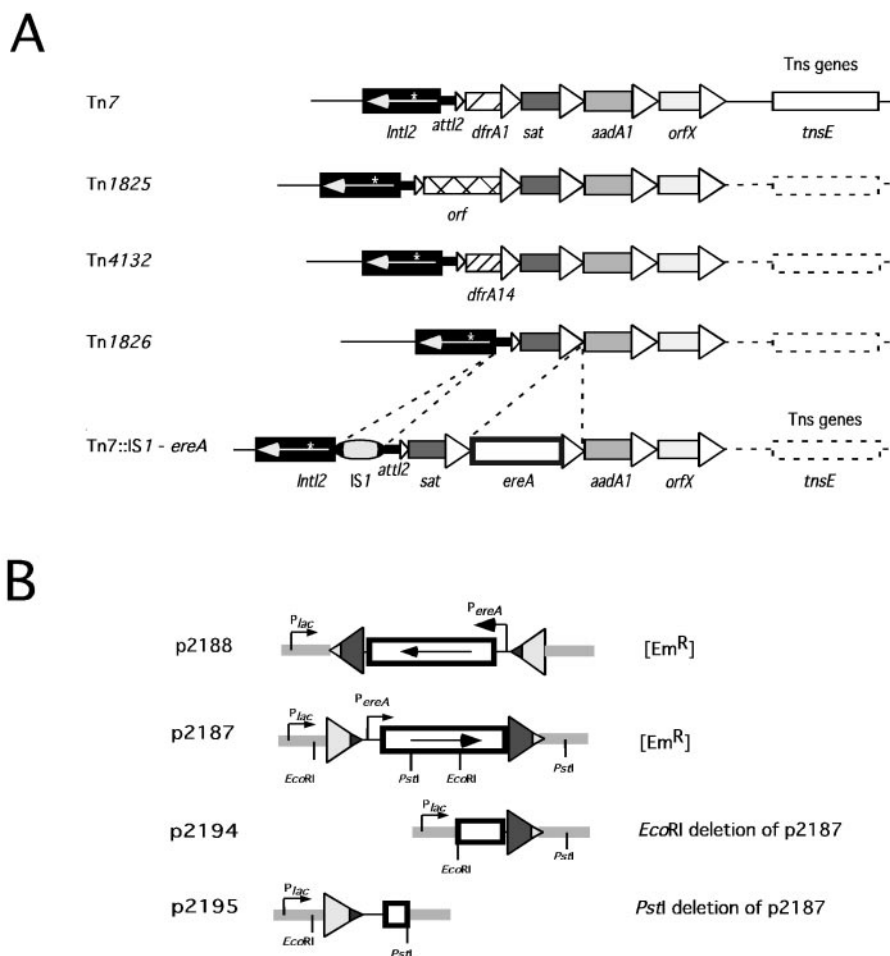 A
Tns genes
Tn7
IntI2 attI2 dfrA1 sat aadA1 orfX tnsE
Tn1825
orf
Tn4132
dfrA14
Tn1826
Tns genes
Tn7::IS1 - ereA
IntI2 IS1 attI2 sat ereA aadA1 orfX tnsE
B
p2188 Plac PereA [EmR]
p2187 Plac PereA [EmR]
EcoRI PstI EcoRI PstI
p2194 Plac EcoRI deletion of p2187
EcoRI PstI
p2195 Plac PstI deletion of p2187
EcoRI PstI